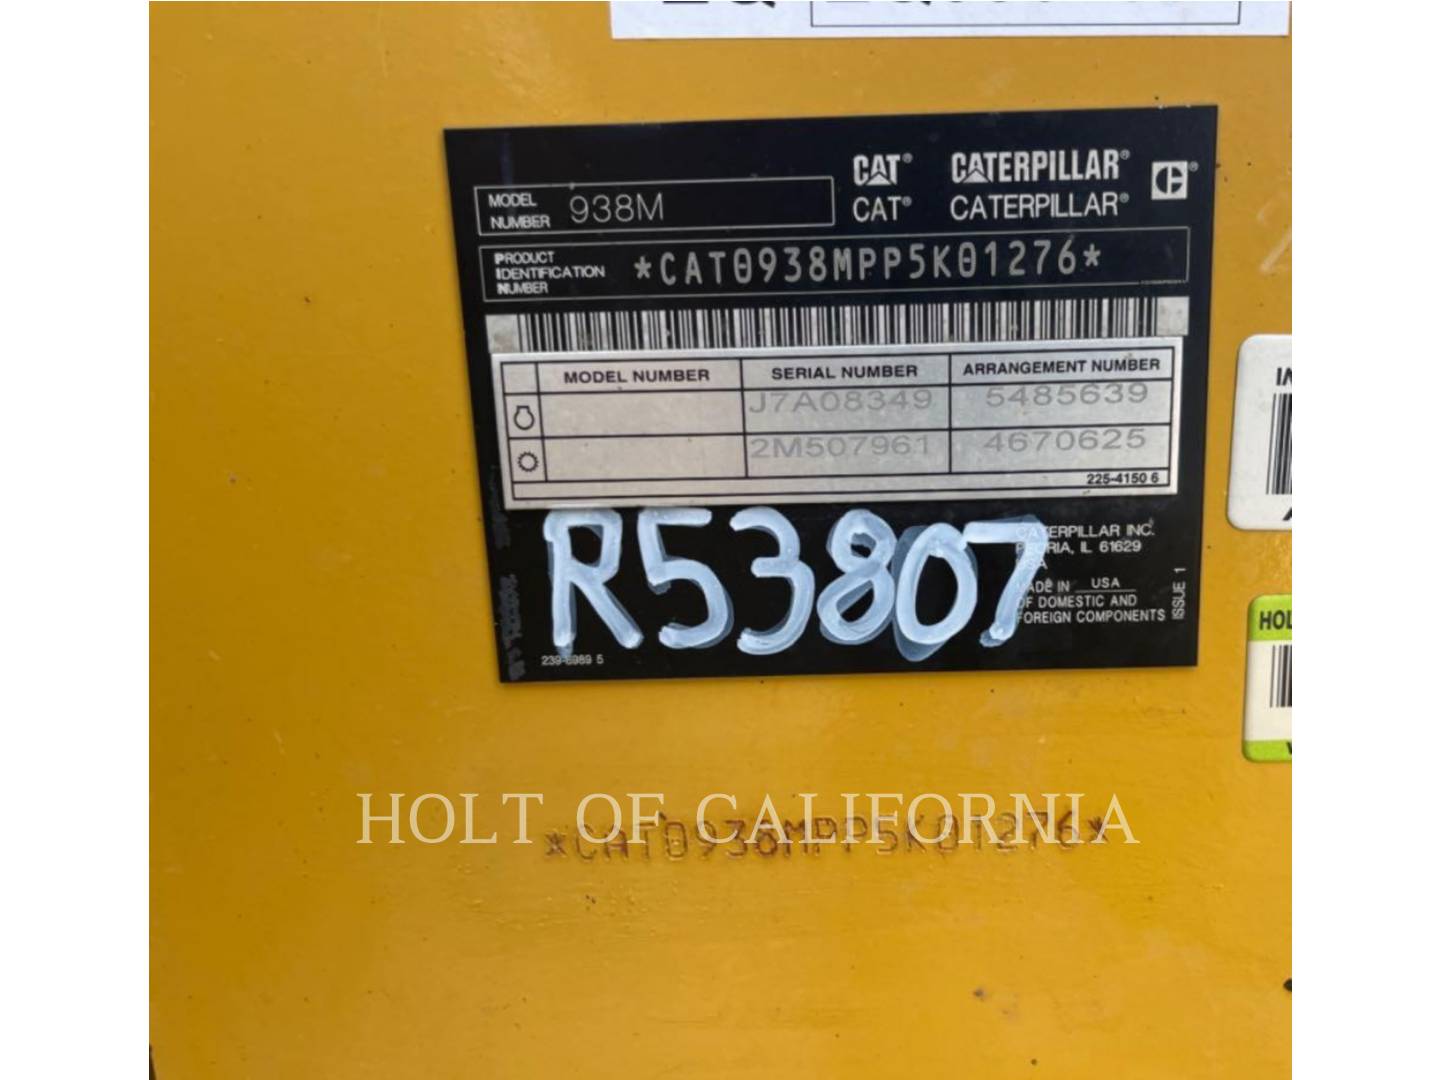 MODEL NUMBER 938M
CAT® CATERPILLAR®
CAT® CATERPILLAR®
PRODUCT IDENTIFICATION NUMBER *CAT0938MPP5K01276*
MODEL NUMBER SERIAL NUMBER ARRANGEMENT NUMBER
J7A08349 5485639
2M507961 4670625
225-4150 6
R53807
CATERPILLAR INC.
PEORIA, IL 61629
USA
MADE IN USA
OF DOMESTIC AND
FOREIGN COMPONENTS
ISSUE 1
239-6989 5
HOL
HOLT OF CALIFORNIA
*CAT0938MPP5K01276*